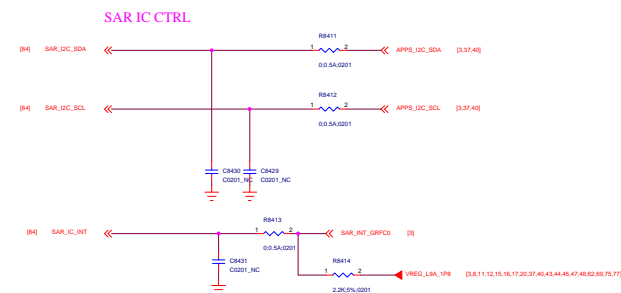 SAR IC CTRL
R8411
[84] SAR_I2C_SDA 1 2 APPS_I2C_SDA [3,37,40]
0;0.5A;0201
R8412
[84] SAR_I2C_SCL 1 2 APPS_I2C_SCL [3,37,40]
0;0.5A;0201
C8430 C8429
C0201_NC C0201_NC
R8413
[84] SAR_IC_INT 1 2 SAR_INT_GRFC0 [3]
0;0.5A;0201
C8431 R8414
C0201_NC 1 2 VREG_L9A_1P8 [3,8,11,12,15,16,17,20,37,40,43,44,45,47,48,62,69,75,77]
2.2K;5%;0201